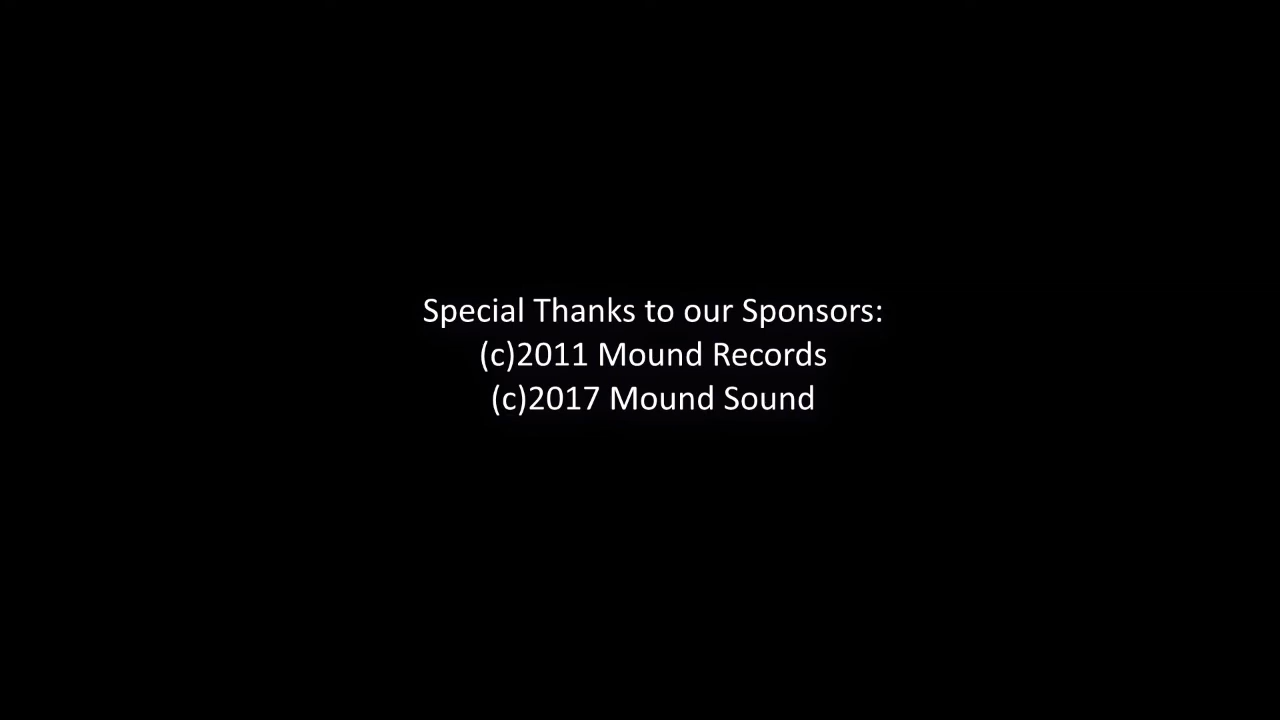 Special Thanks to our Sponsors:
(c)2011 Mound Records
(c)2017 Mound Sound